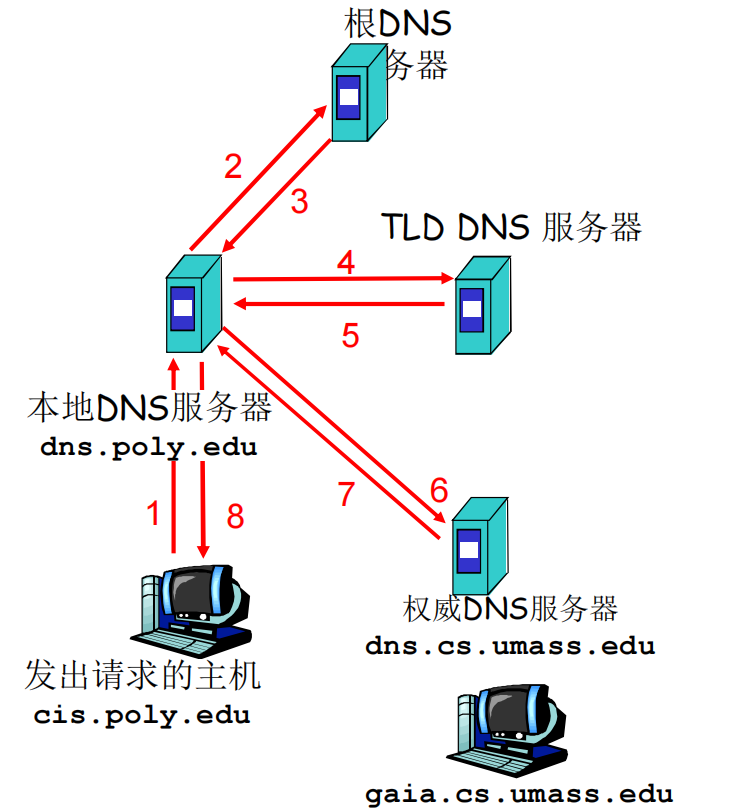 根DNS
务器
2
3
TLD DNS 服务器
4
5
本地DNS服务器
dns.poly.edu
1
8
7
6
权威DNS服务器
dns.cs.umass.edu
发出请求的主机
cis.poly.edu
gaia.cs.umass.edu